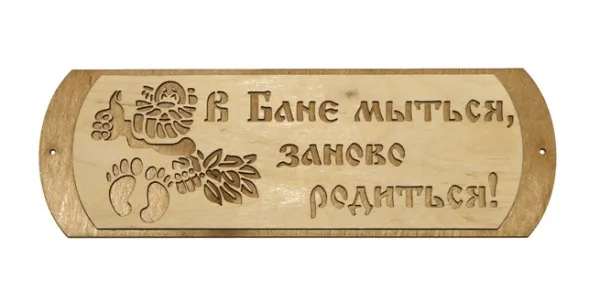 В Бане мыться,
заново
родиться!